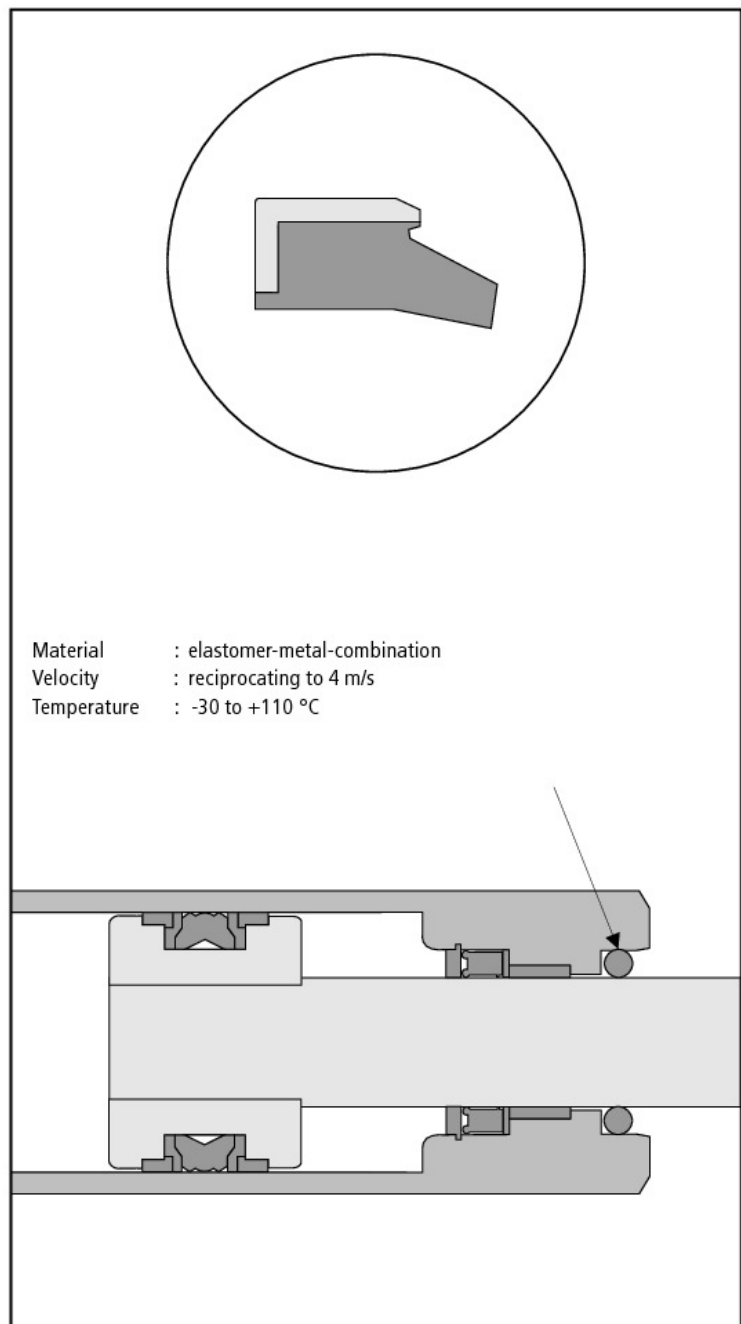 Material : elastomer-metal-combination
Velocity : reciprocating to 4 m/s
Temperature : -30 to +110 °C